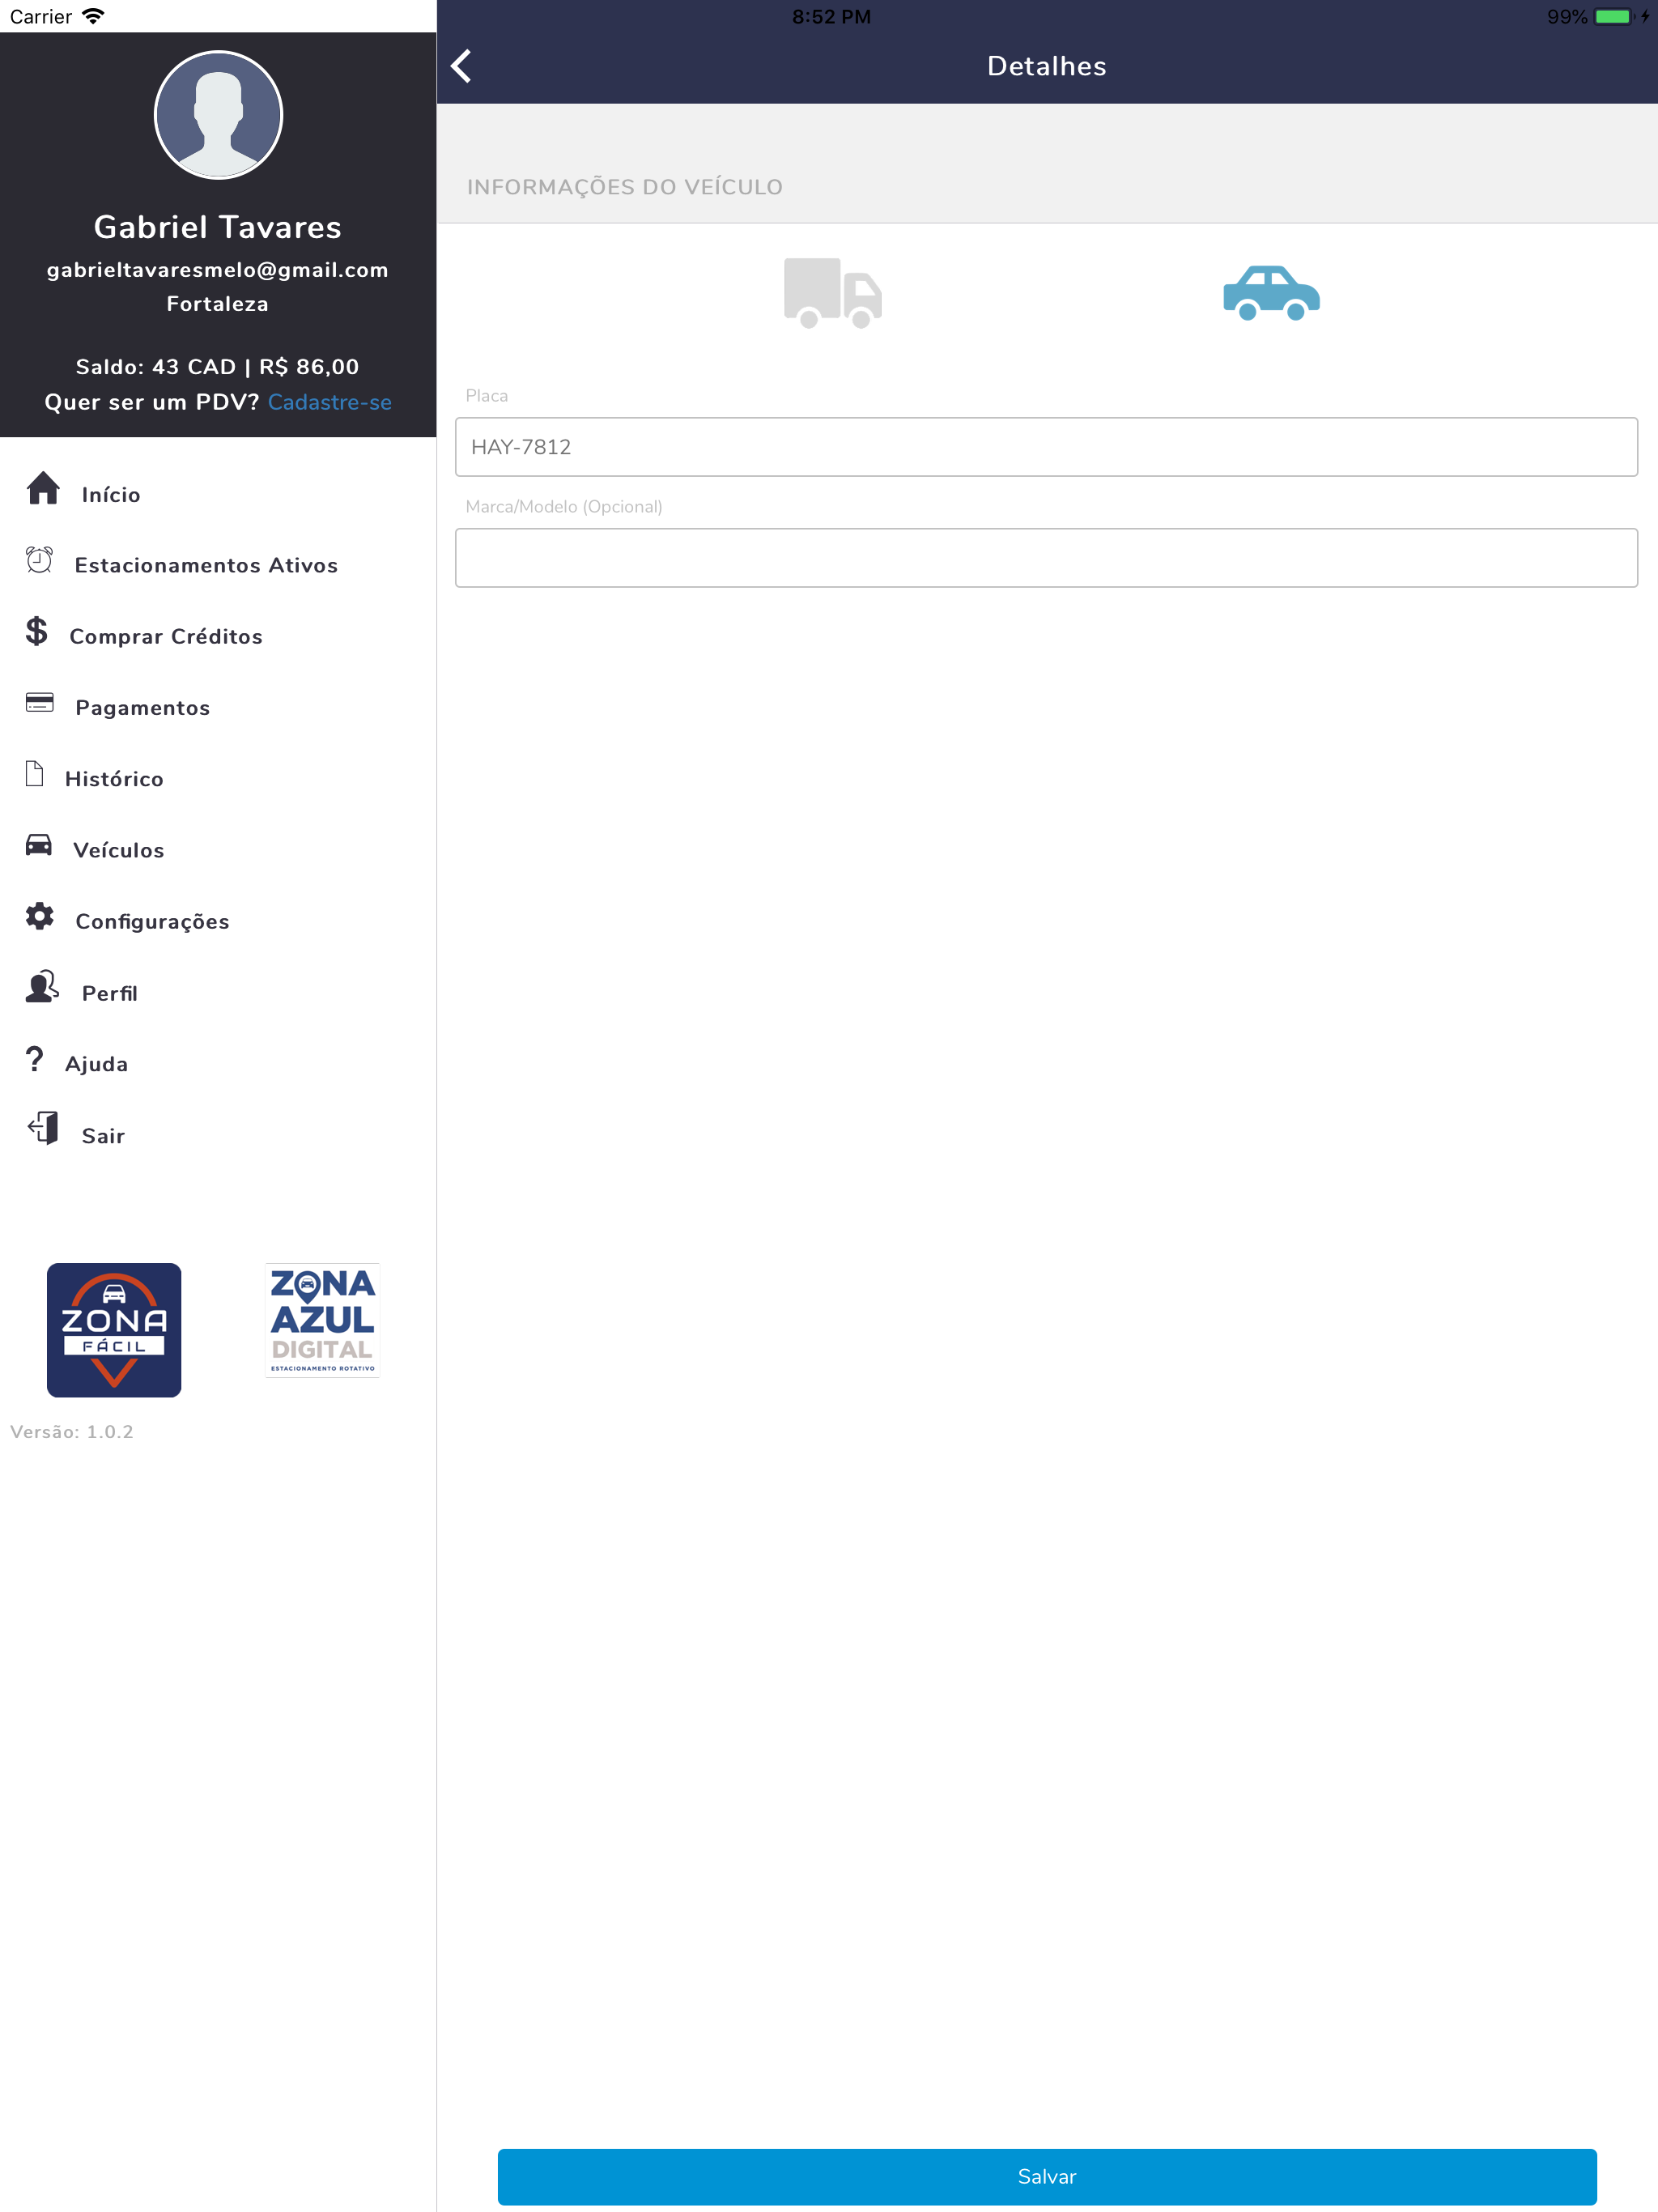 Carrier
8:52 PM
99%
Gabriel Tavares
gabrieltavaresmelo@gmail.com
Fortaleza
Saldo: 43 CAD | R$ 86,00
Quer ser um PDV? Cadastre-se
Início
Estacionamentos Ativos
Comprar Créditos
Pagamentos
Histórico
Veículos
Configurações
Perfil
Ajuda
Sair
ZONA
FÁCIL
ZONA
AZUL
DIGITAL
ESTACIONAMENTO ROTATIVO
Versão: 1.0.2
Detalhes
INFORMAÇÕES DO VEÍCULO
Placa
HAY-7812
Marca/Modelo (Opcional)
Salvar